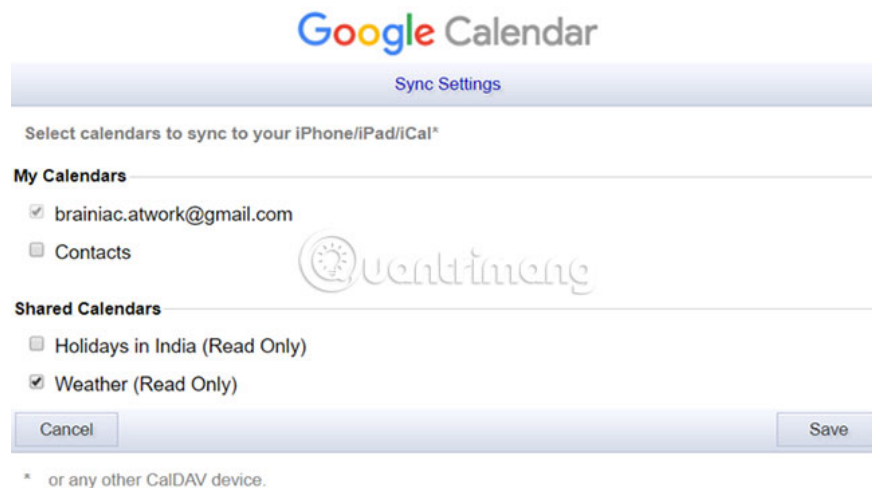 Google Calendar
Sync Settings
Select calendars to sync to your iPhone/iPad/iCal*
My Calendars
brainiac.atwork@gmail.com
Contacts
Quantrimang
Shared Calendars
Holidays in India (Read Only)
Weather (Read Only)
Cancel Save
* or any other CalDAV device.